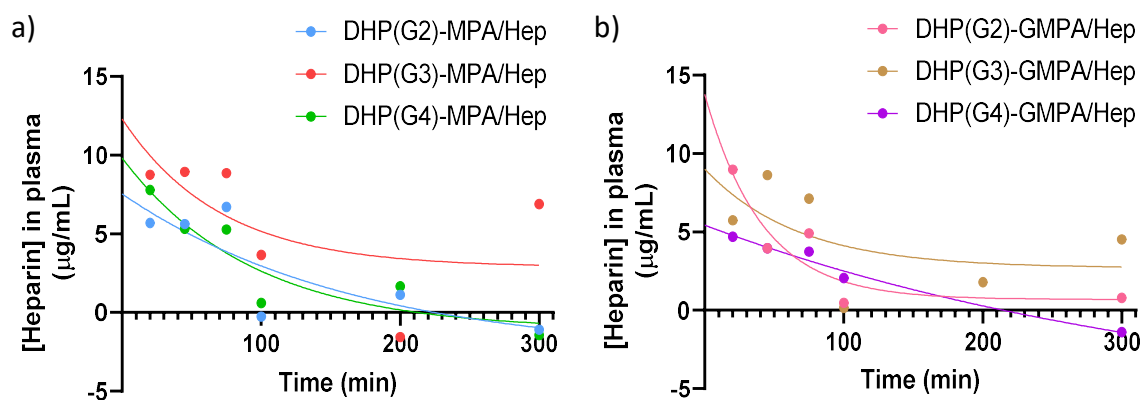 a)
DHP(G2)-MPA/Hep
DHP(G3)-MPA/Hep
DHP(G4)-MPA/Hep
[Heparin] in plasma
(µg/mL)
15
10
5
0
-5
100
200
300
Time (min)
b)
DHP(G2)-GMPA/Hep
DHP(G3)-GMPA/Hep
DHP(G4)-GMPA/Hep
[Heparin] in plasma
(µg/mL)
15
10
5
0
-5
100
200
300
Time (min)